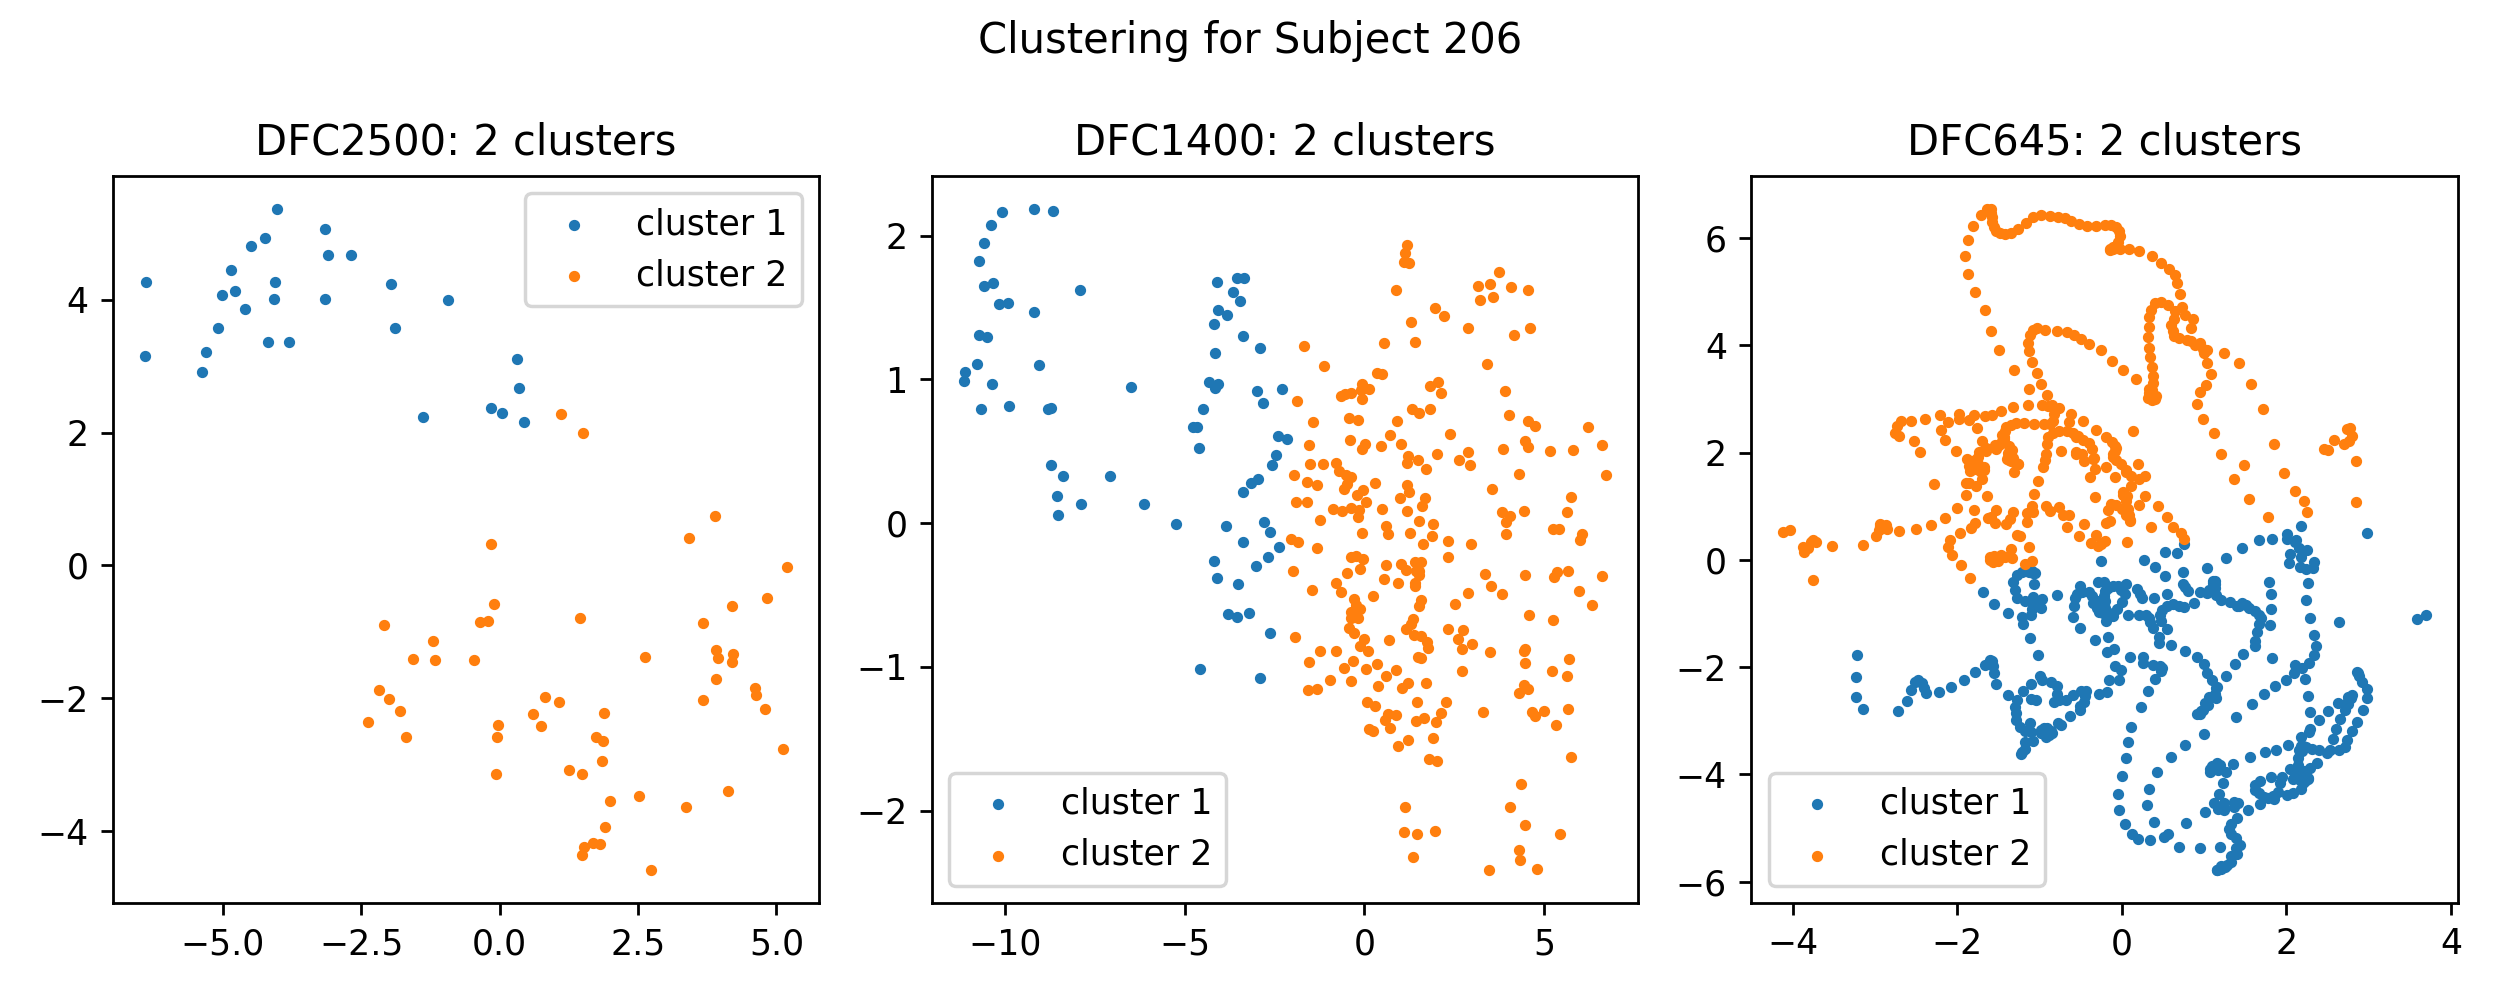 Clustering for Subject 206
DFC2500: 2 clusters
cluster 1
cluster 2
4
2
0
−2
−4
−5.0 −2.5 0.0 2.5 5.0
DFC1400: 2 clusters
2
1
0
−1
−2
cluster 1
cluster 2
−10 −5 0 5
DFC645: 2 clusters
6
4
2
0
−2
−4
−6
cluster 1
cluster 2
−4 −2 0 2 4